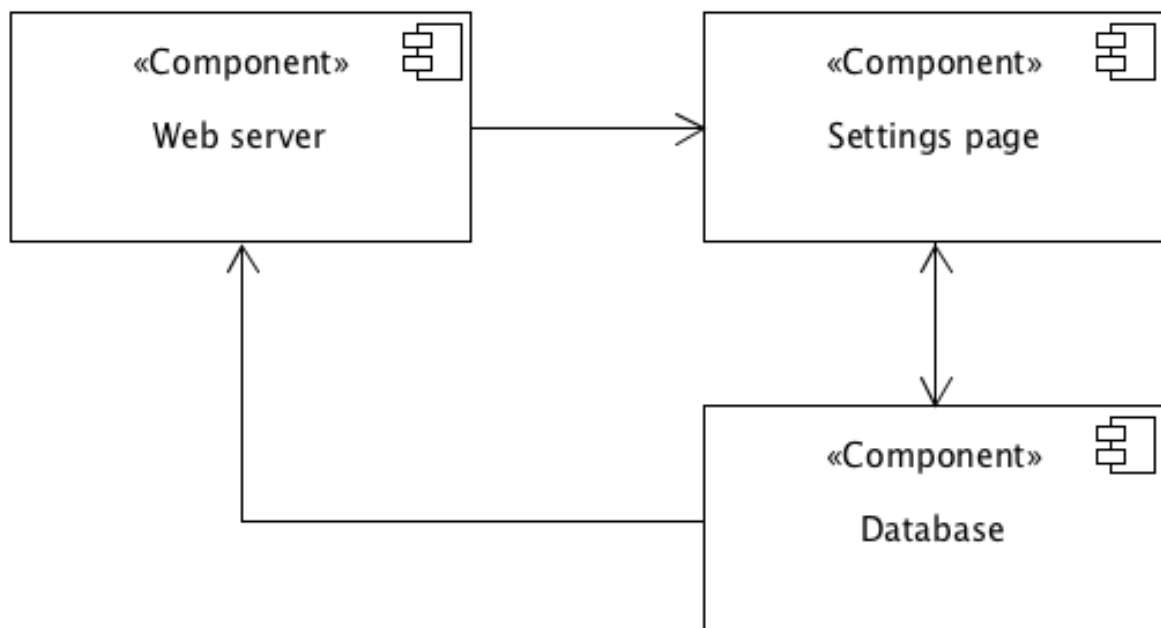 «Component»
Web server
«Component»
Settings page
«Component»
Database